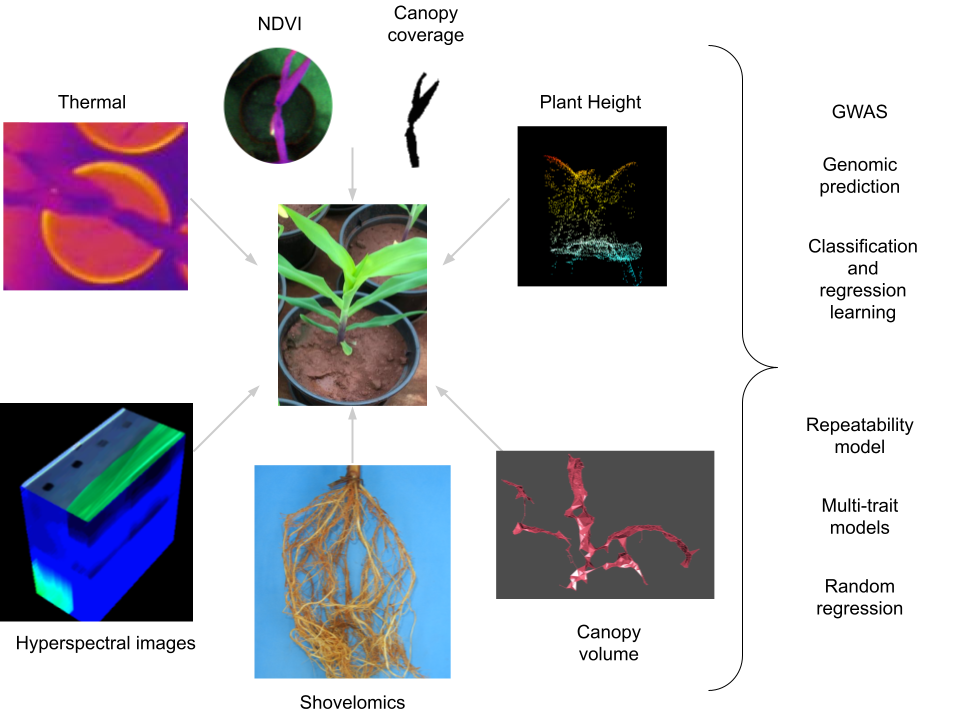 NDVI
Canopy
coverage
Thermal
Plant Height
GWAS
Genomic
prediction
Classification
and
regression
learning
Repeatability
model
Multi-trait
models
Random
regression
Hyperspectral images
Shovelomics
Canopy
volume